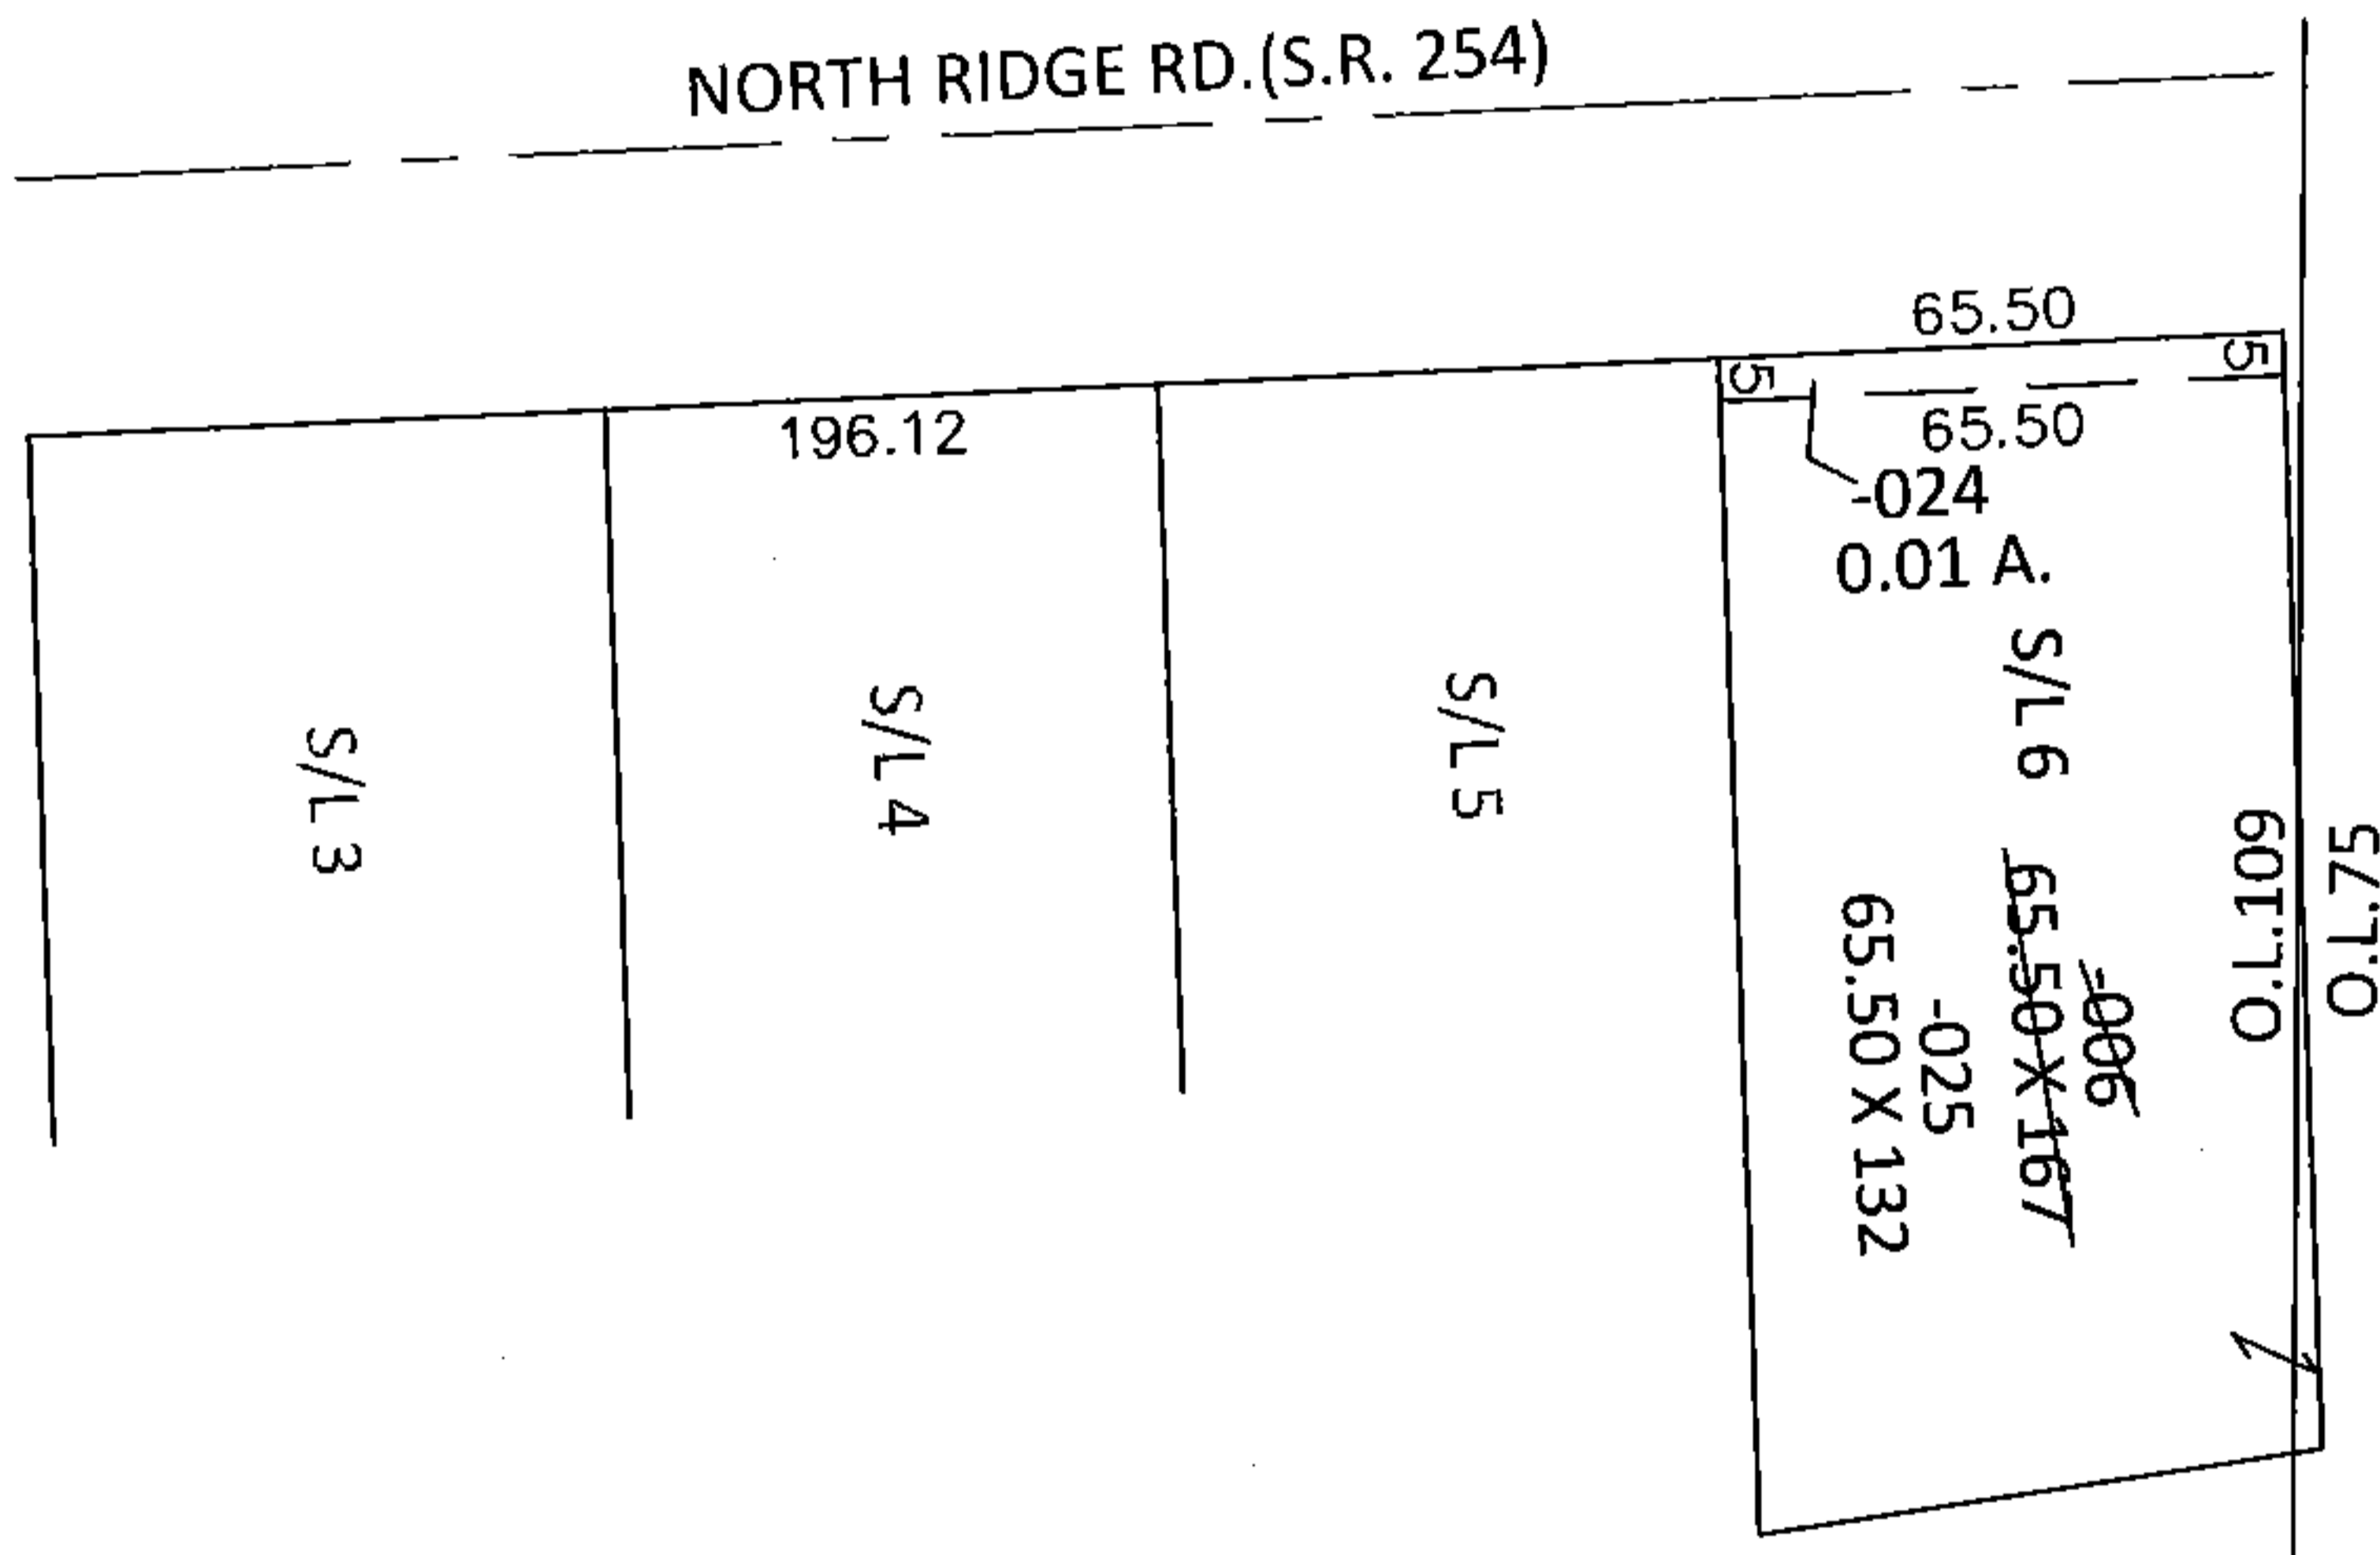 NORTH RIDGE RD.(S.R. 254)
65.50
5
5
65.50
196.12
-024
0.01 A.
S/L 3
S/L 4
S/L 5
S/L 6
65.50 X 167
-006
-025
65.50 X 132
O.L.109
O.L.75